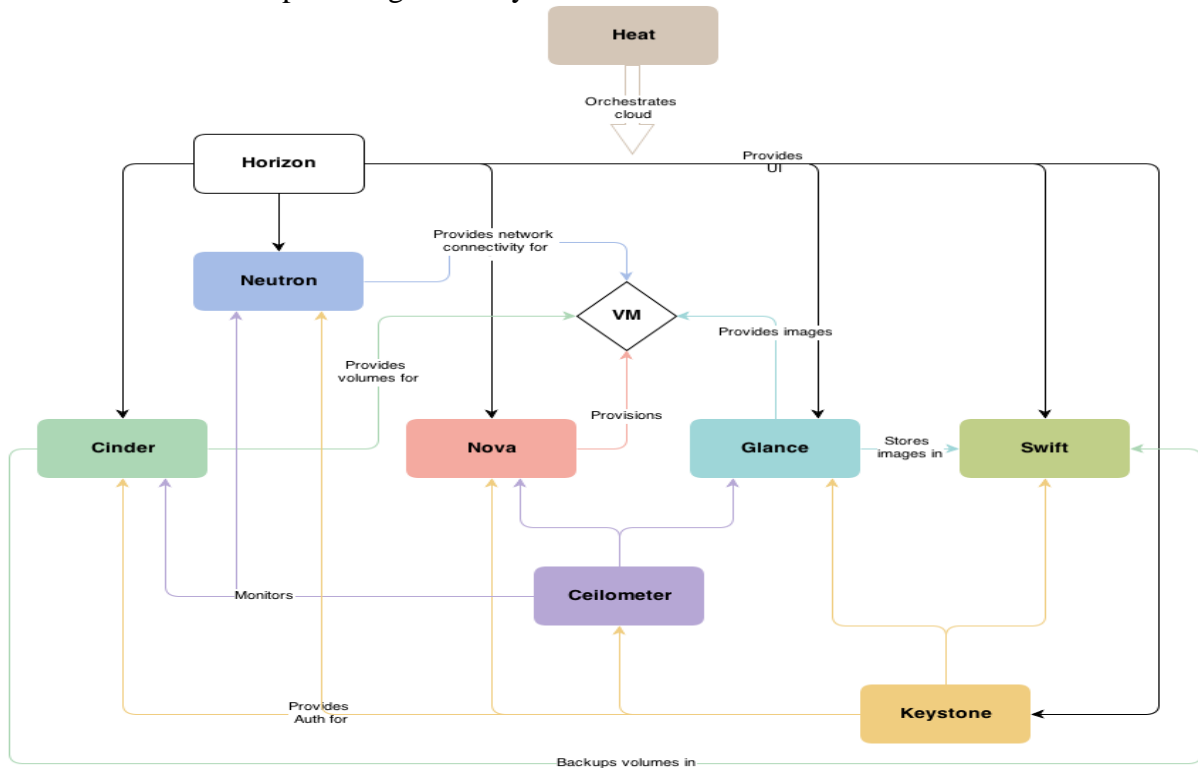 Heat
Orchestrates
cloud
Horizon
Provides
UI
Provides network
connectivity for
Neutron
VM
Provides images
Provides
volumes for
Provisions
Cinder
Nova
Glance
Stores
images in
Swift
Monitors
Ceilometer
Provides
Auth for
Keystone
Backups volumes in